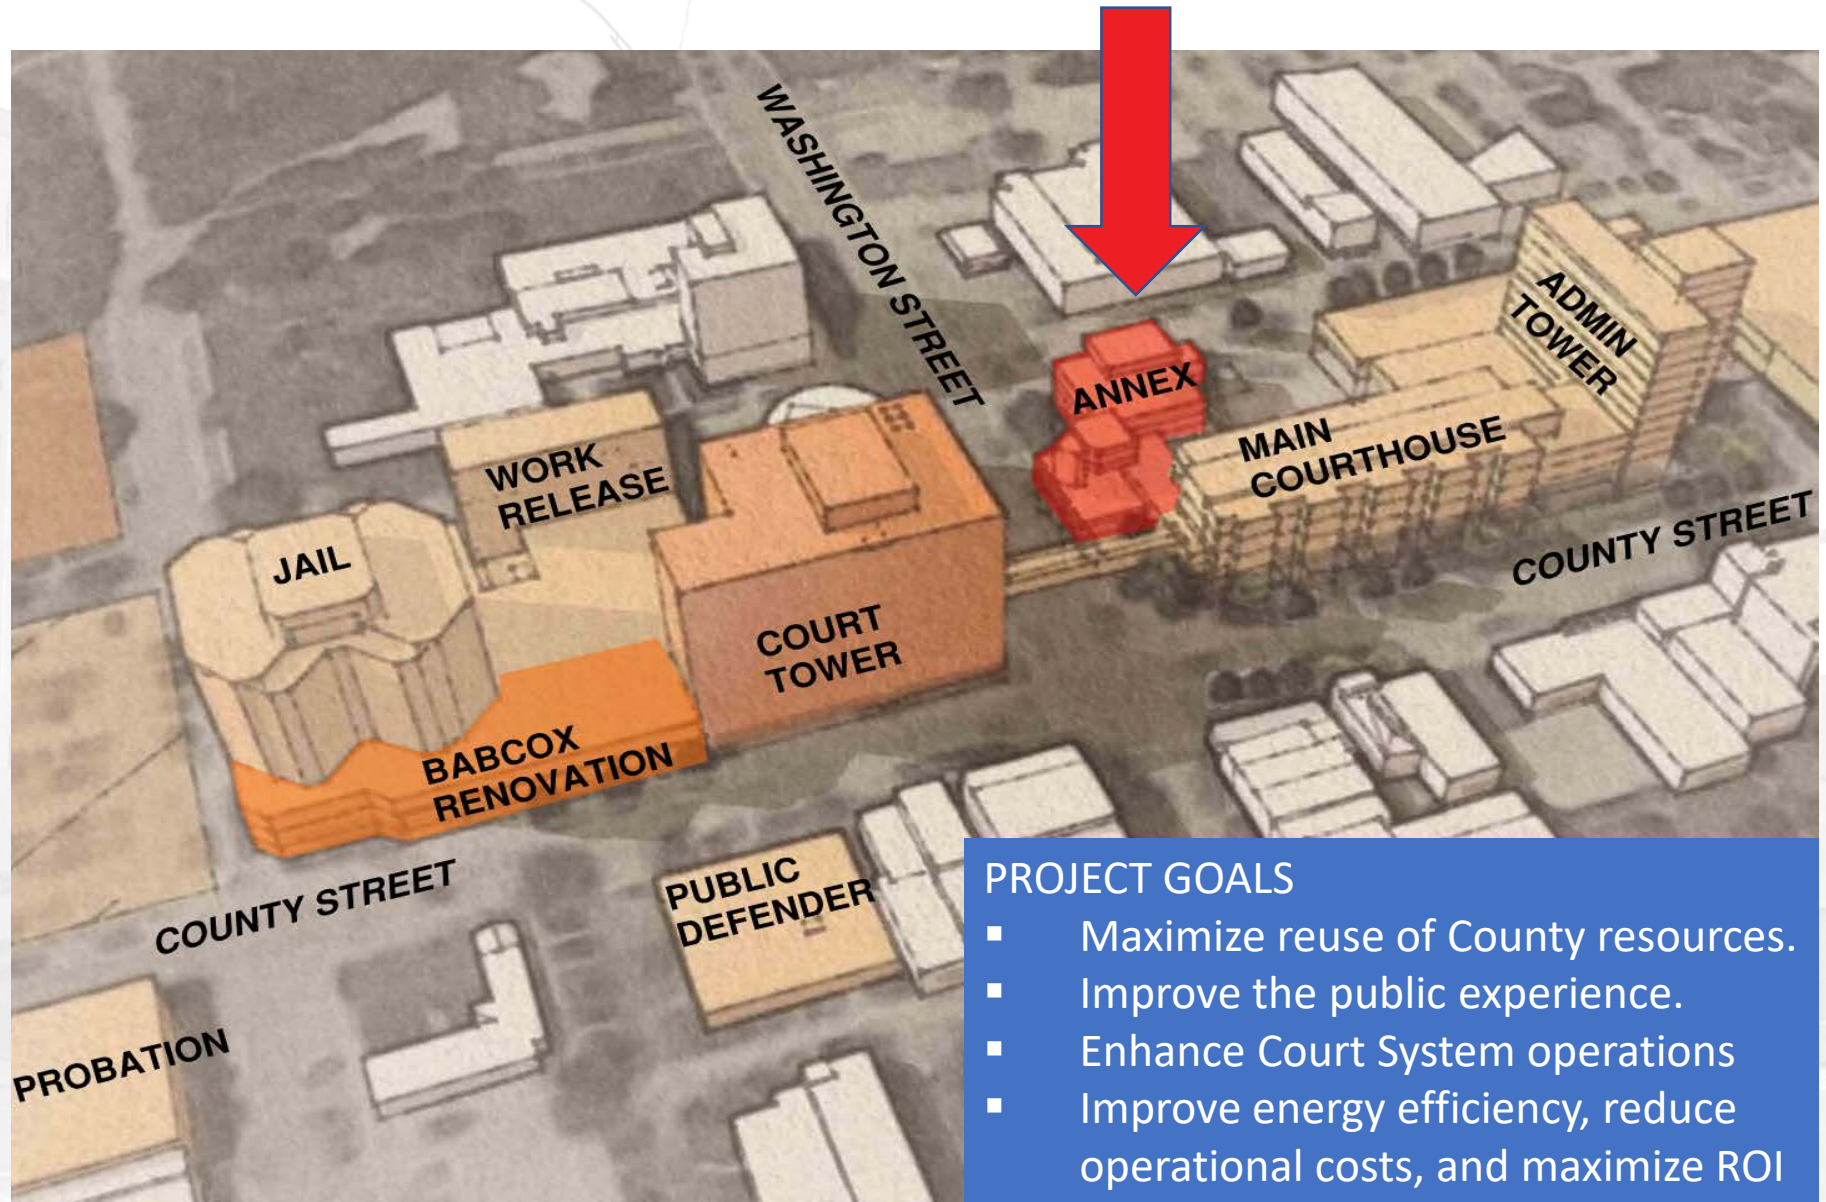 WASHINGTON STREET
ADMIN
TOWER
ANNEX
MAIN
COURTHOUSE
WORK
RELEASE
COUNTY STREET
JAIL
COURT
TOWER
BABCOX
RENOVATION
PUBLIC
DEFENDER
COUNTY STREET
PROBATION
PROJECT GOALS
▪ Maximize reuse of County resources.
▪ Improve the public experience.
▪ Enhance Court System operations
▪ Improve energy efficiency, reduce
operational costs, and maximize ROI